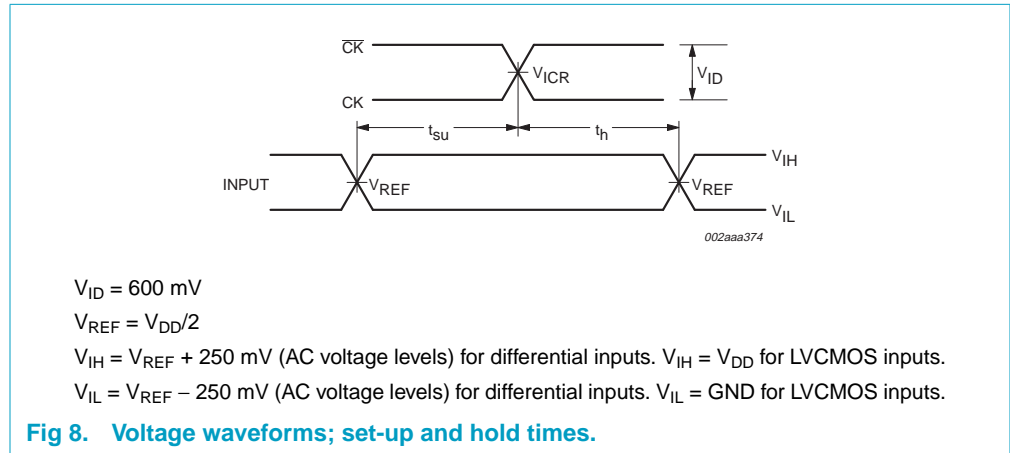 CK
VICR
VID
CK
tsu
th
VIH
INPUT
VREF
VREF
VIL
002aaa374
VID = 600 mV
VREF = VDD/2
VIH = VREF + 250 mV (AC voltage levels) for differential inputs. VIH = VDD for LVCMOS inputs.
VIL = VREF − 250 mV (AC voltage levels) for differential inputs. VIL = GND for LVCMOS inputs.
Fig 8. Voltage waveforms; set-up and hold times.